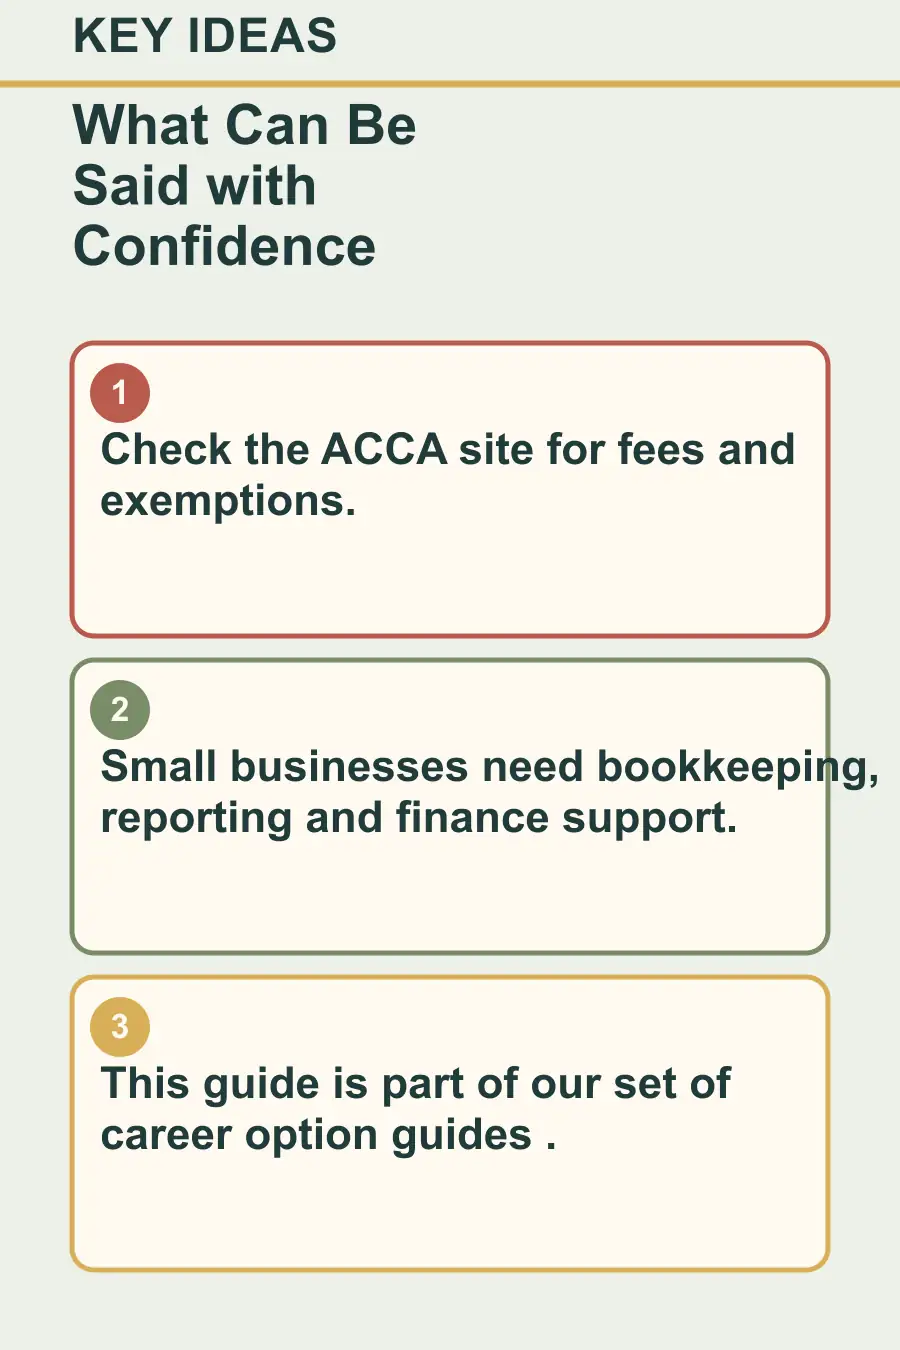 KEY IDEAS
What Can Be
Said with
Confidence
1
Check the ACCA site for fees and
exemptions.
2
Small businesses need bookkeeping,
reporting and finance support.
3
This guide is part of our set of
career option guides .